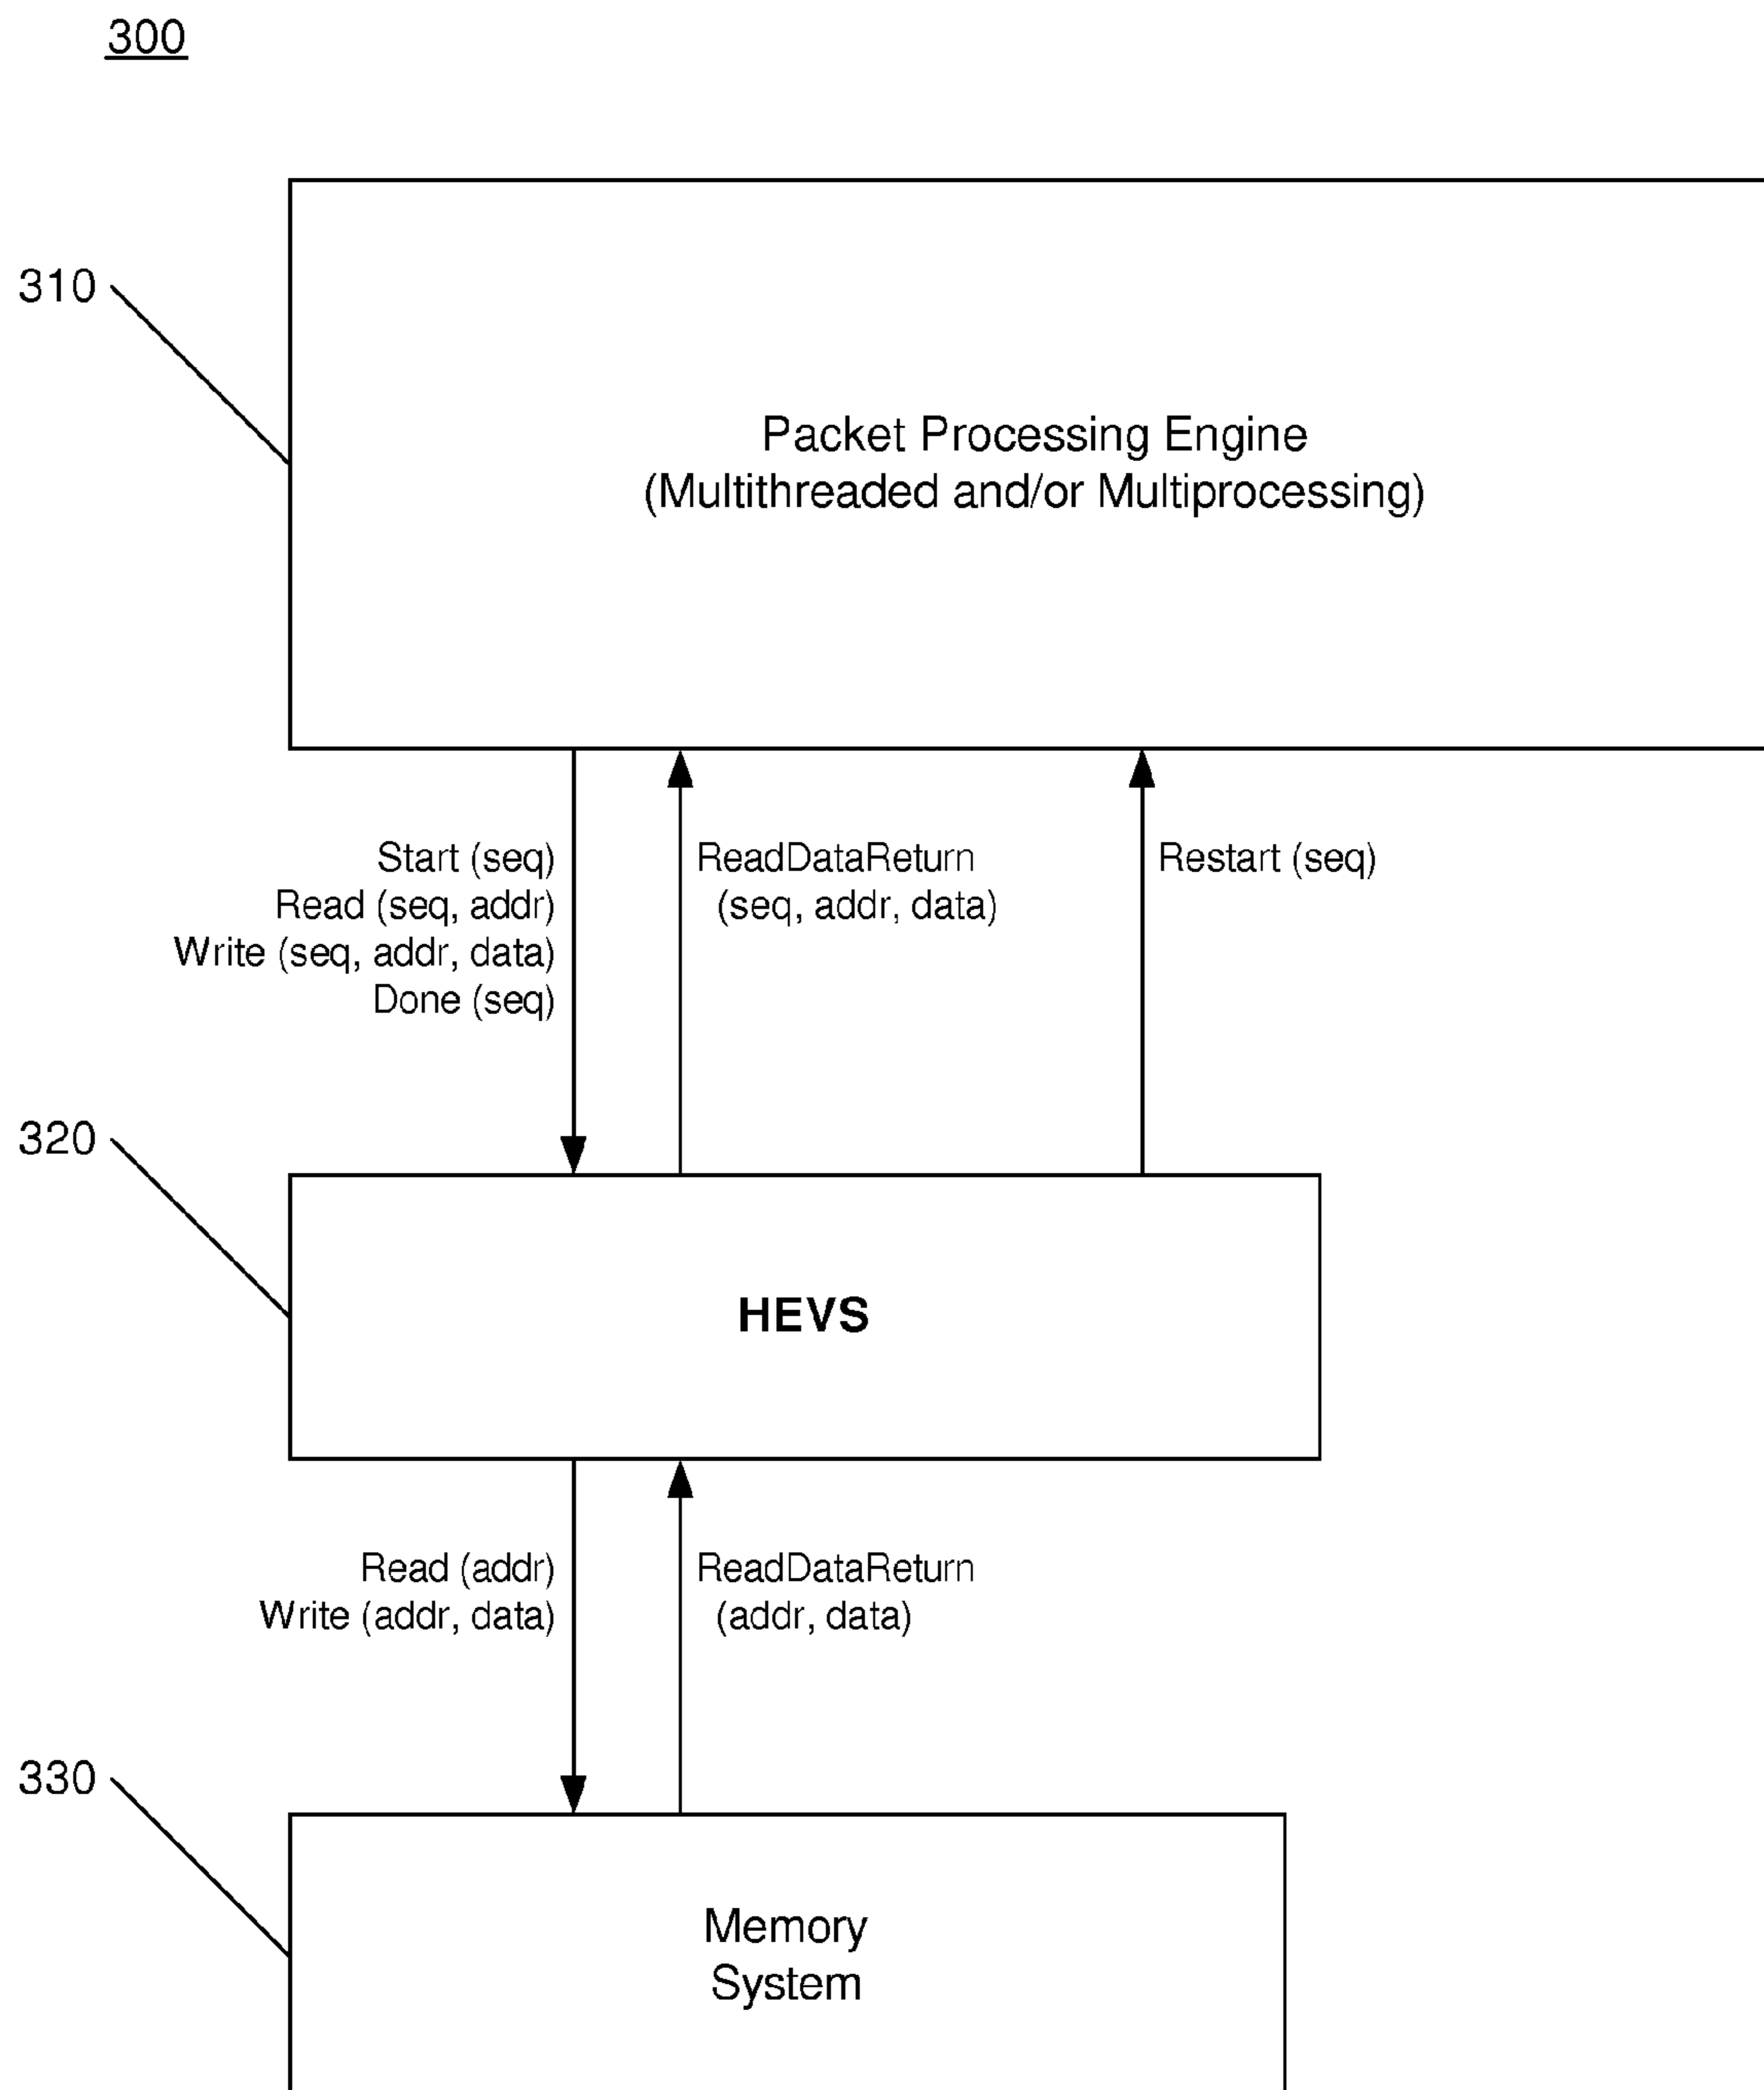 300
310
Packet Processing Engine
(Multithreaded and/or Multiprocessing)
Start (seq)
Read (seq, addr)
Write (seq, addr, data)
Done (seq)
ReadDataReturn
(seq, addr, data)
Restart (seq)
320
HEVS
Read (addr)
Write (addr, data)
ReadDataReturn
(addr, data)
330
Memory
System